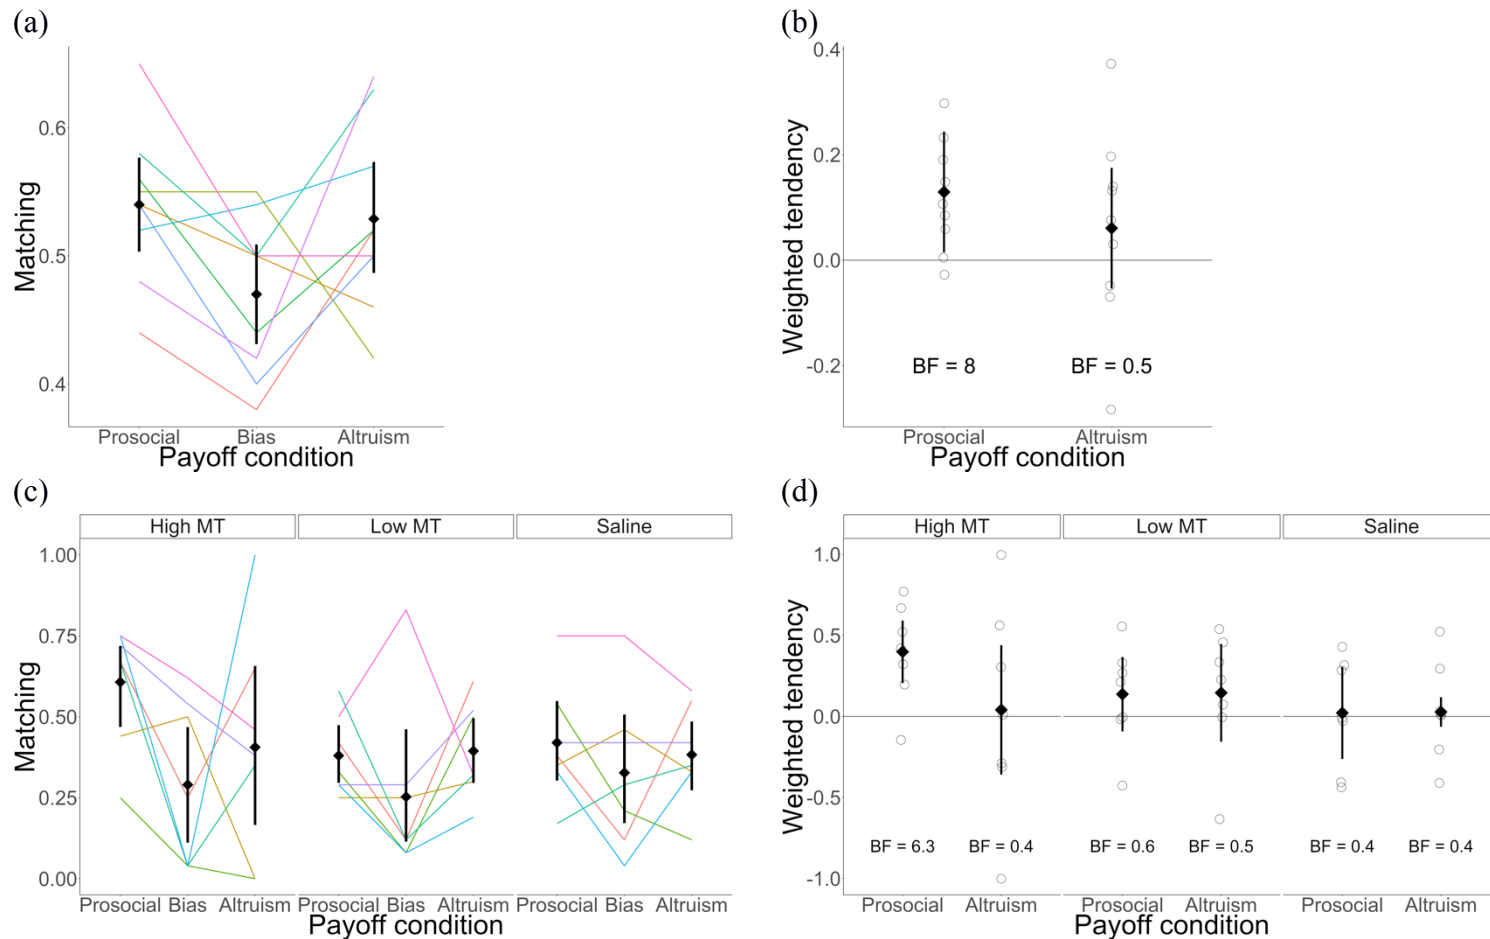 (a)
Matching
0.6
0.5
0.4
Prosocial Bias Altruism
Payoff condition
(b)
Weighted tendency
0.4
0.2
0.0
-0.2
BF = 8 BF = 0.5
Prosocial Altruism
Payoff condition
(c)
High MT Low MT Saline
Matching
1.00
0.75
0.50
0.25
0.00
Prosocial Bias Altruism Prosocial Bias Altruism Prosocial Bias Altruism
Payoff condition
(d)
High MT Low MT Saline
Weighted tendency
1.0
0.5
0.0
-0.5
-1.0
BF = 6.3 BF = 0.4 BF = 0.6 BF = 0.5 BF = 0.4 BF = 0.4
Prosocial Altruism Prosocial Altruism Prosocial Altruism
Payoff condition